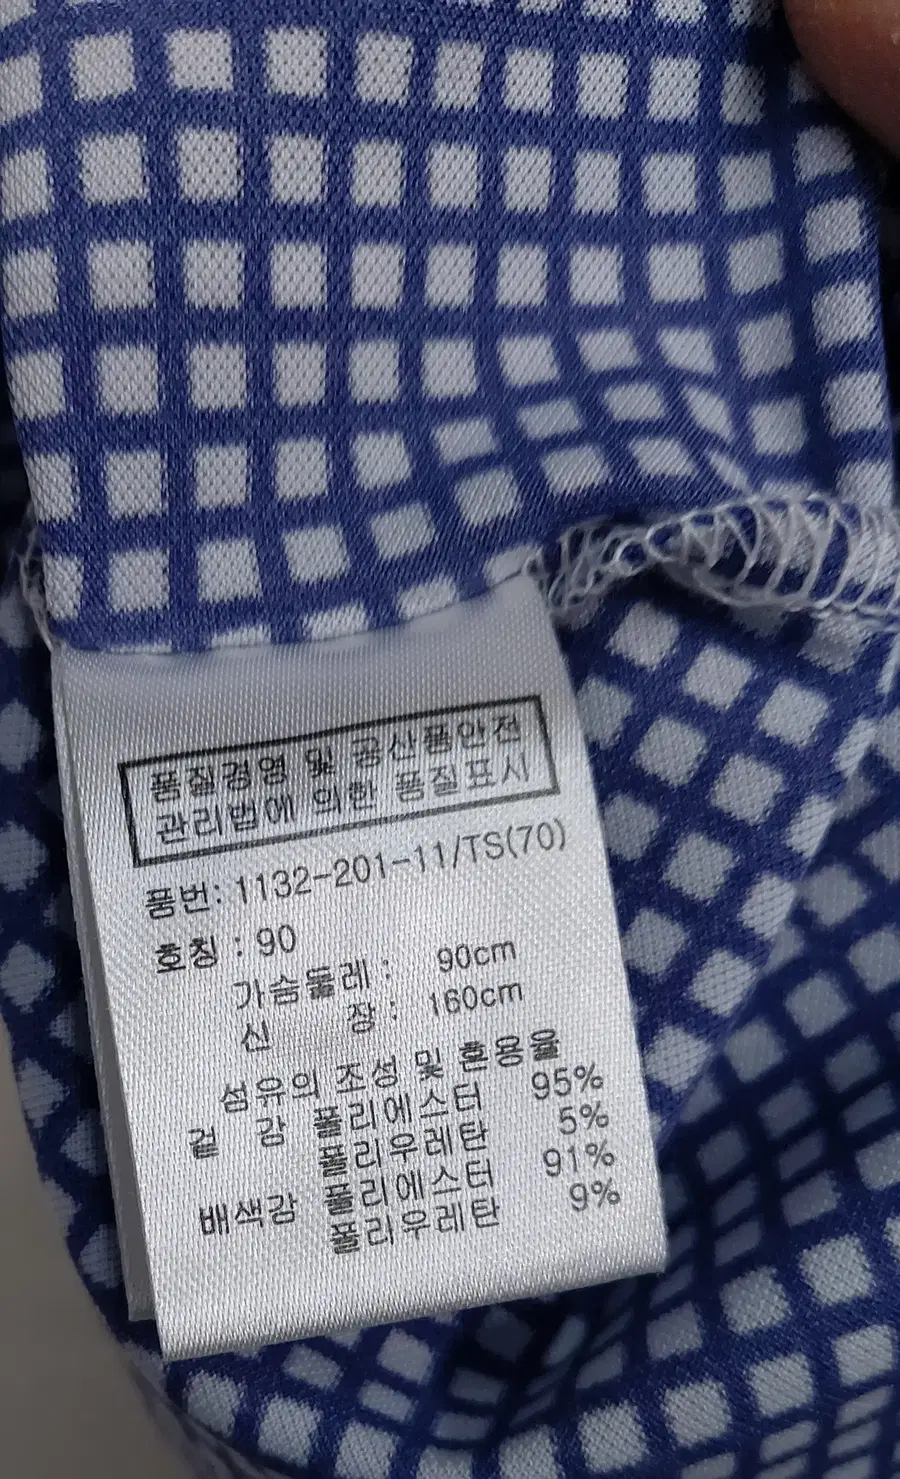 품질경영 및 공산품안전
관리법에 의한 품질표시
품번: 1132-201-11/TS(70)
호칭 : 90
가슴둘레 : 90cm
신 장 : 160cm
섬유의 조성 및 혼용율
겉 감 폴리에스터 95%
폴리우레탄 5%
배색감 폴리에스터 91%
폴리우레탄 9%